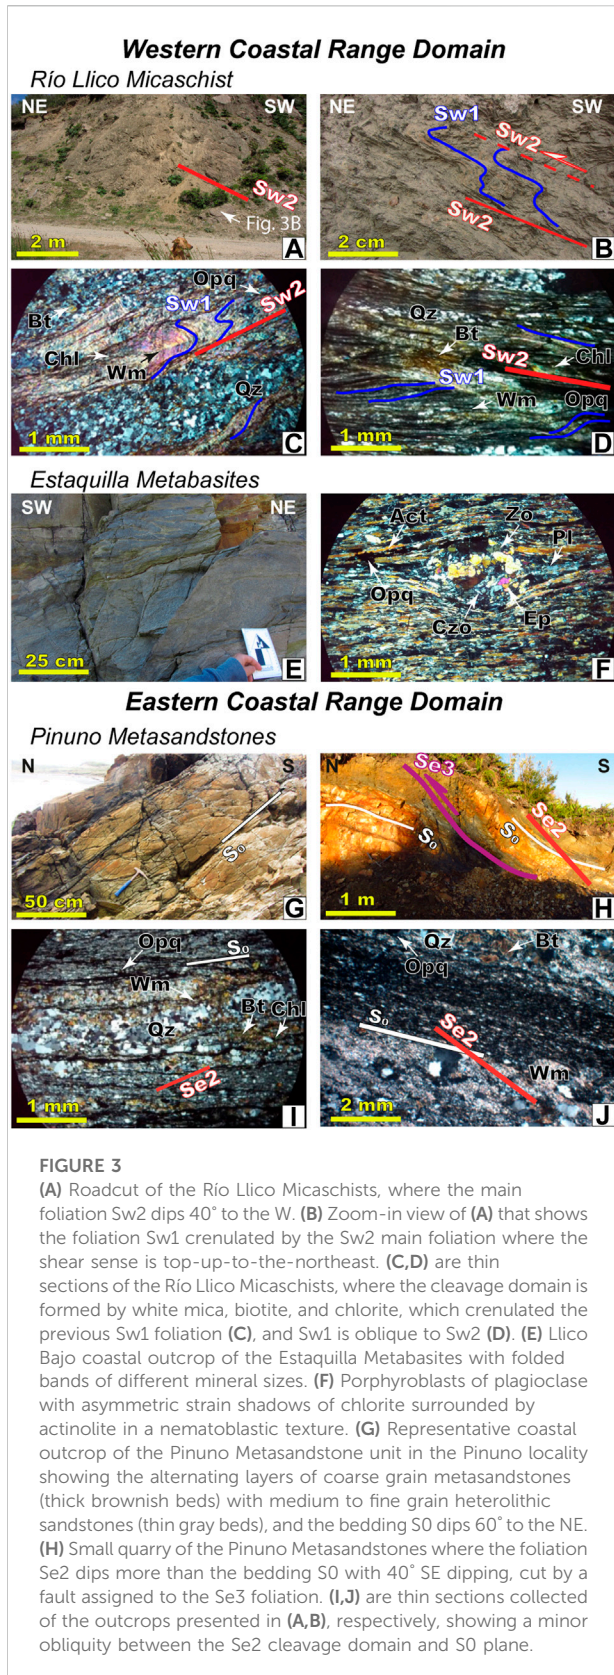 Western Coastal Range Domain
Río Llico Micaschist
NE SW
Sw2
Fig. 3B
2 m
A
NE SW
Sw1
Sw2
Sw2
2 cm
B
Opq
Sw2
Sw1
Bt
Chl
Wm
Qz
1 mm
C
Qz
Bt
Chl
Sw2
Sw1
Wm
Opq
1 mm
D
Estaquilla Metabasites
SW NE
25 cm
E
Act
Zo
Pl
Opq
Czo
Ep
1 mm
F
Eastern Coastal Range Domain
Pinuno Metasandstones
N S
S₀
50 cm
G
N S
Se3
S₀
S₀
Se2
1 m
H
Opq
S₀
Wm
Bt Chl
Qz
Se2
1 mm
I
Qz
Bt
Opq
S₀
Se2
Wm
2 mm
J
FIGURE 3
(A) Roadcut of the Río Llico Micaschists, where the main
foliation Sw2 dips 40° to the W. (B) Zoom-in view of (A) that shows
the foliation Sw1 crenulated by the Sw2 main foliation where the
shear sense is top-up-to-the-northeast. (C,D) are thin
sections of the Río Llico Micaschists, where the cleavage domain is
formed by white mica, biotite, and chlorite, which crenulated the
previous Sw1 foliation (C), and Sw1 is oblique to Sw2 (D). (E) Llico
Bajo coastal outcrop of the Estaquilla Metabasites with folded
bands of different mineral sizes. (F) Porphyroblasts of plagioclase
with asymmetric strain shadows of chlorite surrounded by
actinolite in a nematoblastic texture. (G) Representative coastal
outcrop of the Pinuno Metasandstone unit in the Pinuno locality
showing the alternating layers of coarse grain metasandstones
(thick brownish beds) with medium to fine grain heterolithic
sandstones (thin gray beds), and the bedding S0 dips 60° to the NE.
(H) Small quarry of the Pinuno Metasandstones where the foliation
Se2 dips more than the bedding S0 with 40° SE dipping, cut by a
fault assigned to the Se3 foliation. (I,J) are thin sections collected
of the outcrops presented in (A,B), respectively, showing a minor
obliquity between the Se2 cleavage domain and S0 plane.